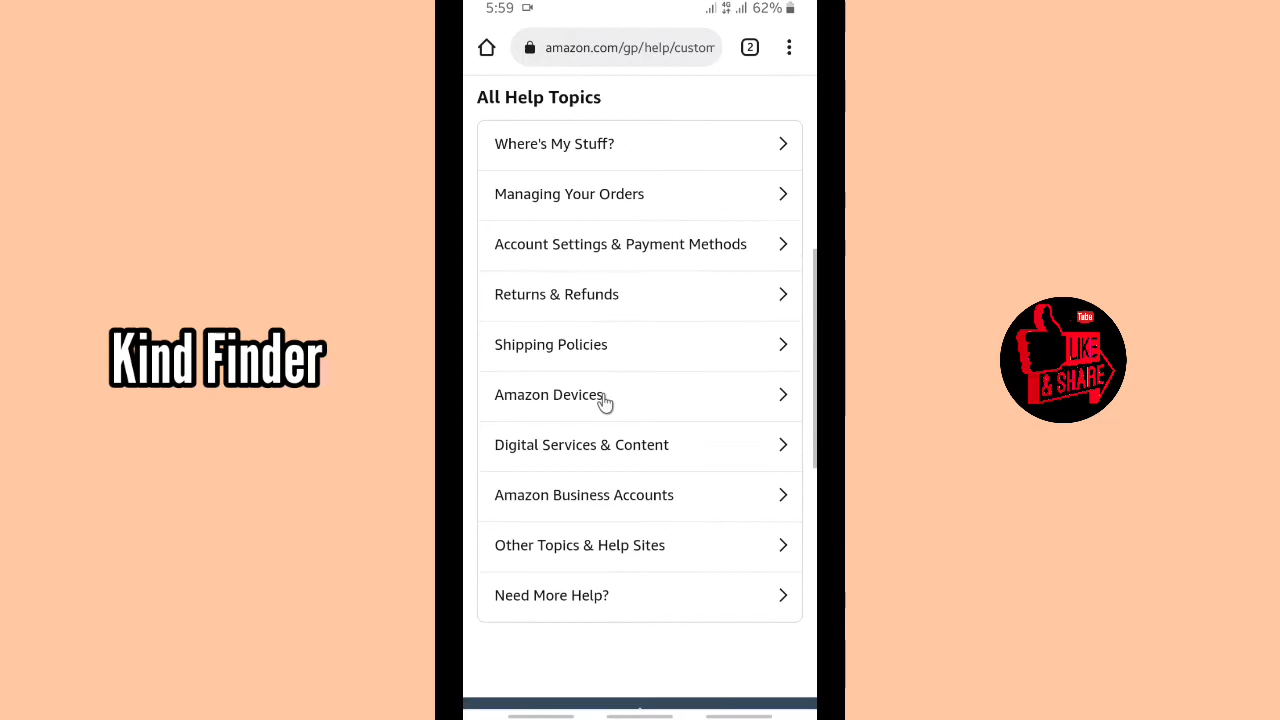 5:59
4G
62%
amazon.com/gp/help/custom
2
All Help Topics
Where's My Stuff?
Managing Your Orders
Account Settings & Payment Methods
Returns & Refunds
Shipping Policies
Amazon Devices
Digital Services & Content
Amazon Business Accounts
Other Topics & Help Sites
Need More Help?
Kind Finder
Tube
LIKE
& SHARE